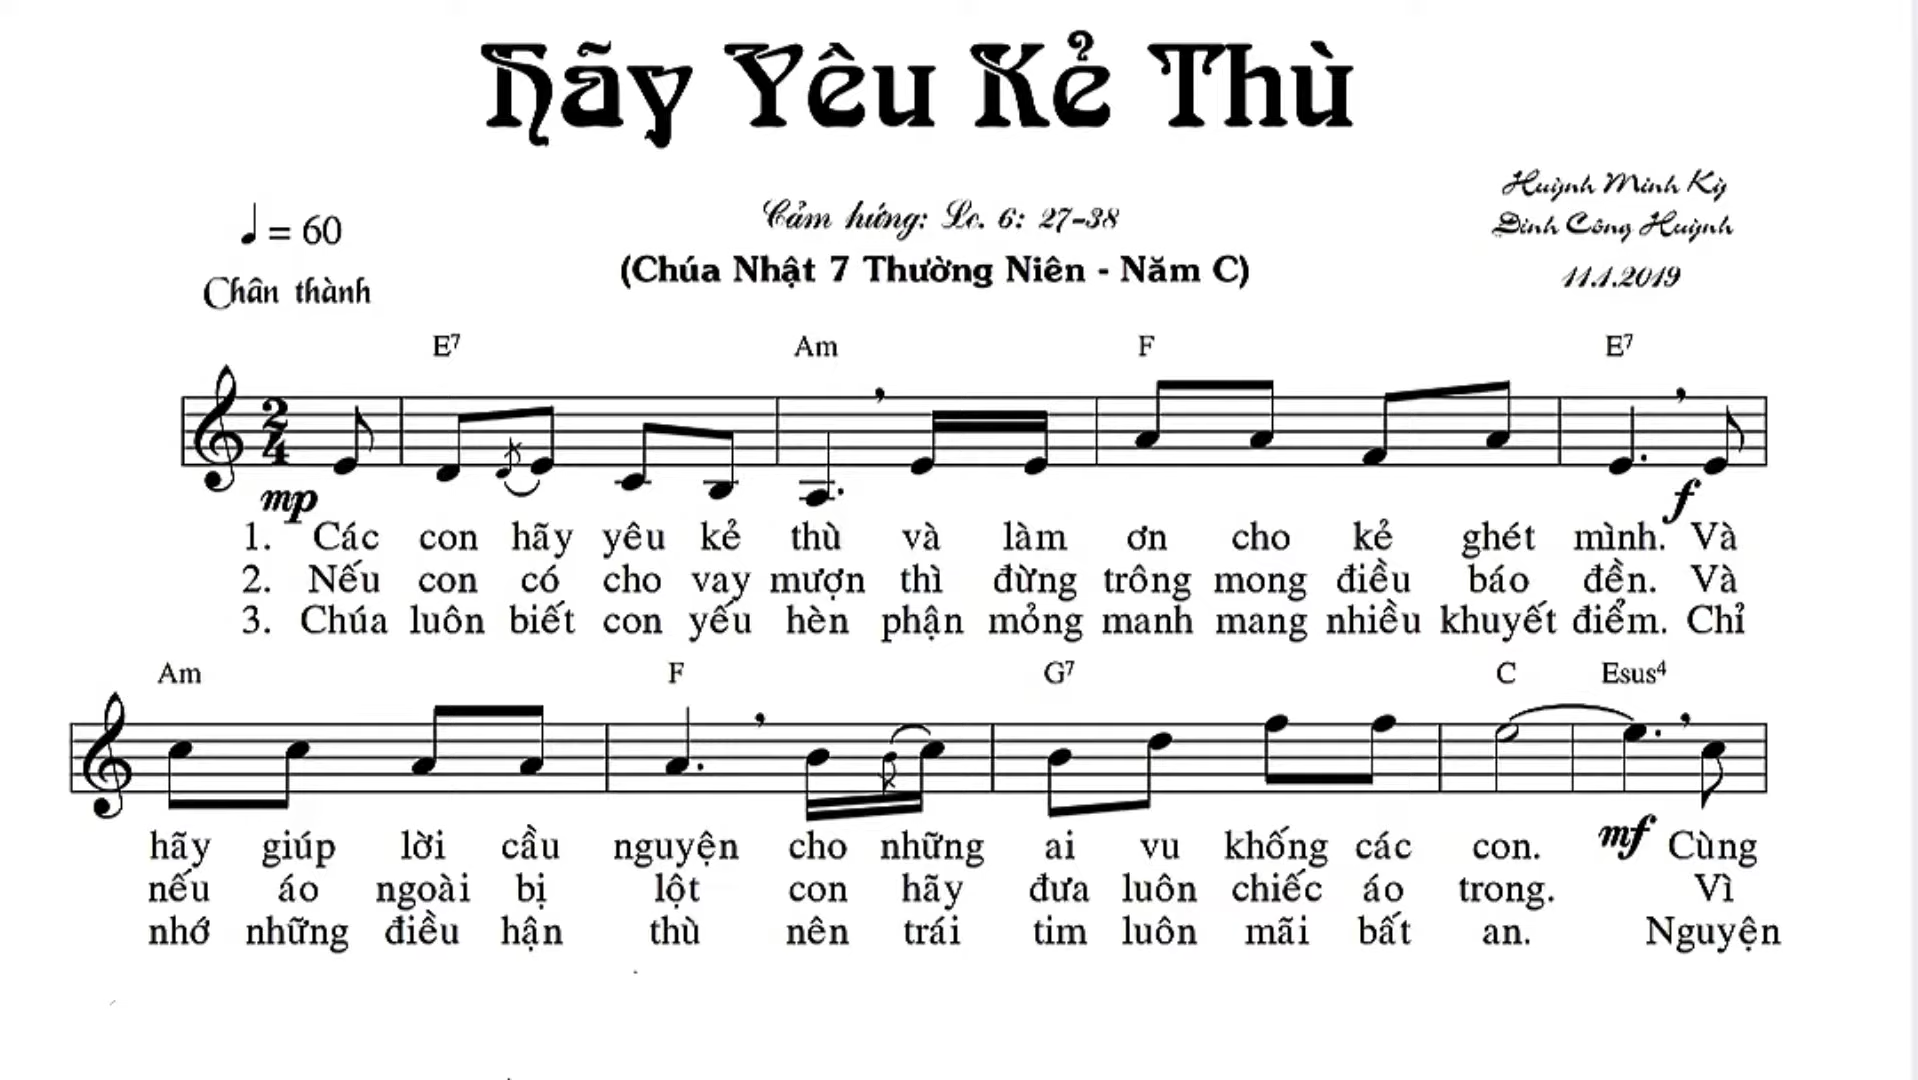 Hãy Yêu Kẻ Thù
Huỳnh Minh Kỳ
Cảm hứng: Lc. 6: 27-38
Đinh Công Huỳnh
= 60
(Chúa Nhật 7 Thường Niên - Năm C)
11.1.2019
Chân thành
E7 Am F E7
2
4
mp f
1. Các con hãy yêu kẻ thù và làm ơn cho kẻ ghét mình. Và
2. Nếu con có cho vay mượn thì đừng trông mong điều báo đền. Và
3. Chúa luôn biết con yếu hèn phận mỏng manh mang nhiều khuyết điểm. Chỉ
Am F G7 C Esus4
mf
hãy giúp lời cầu nguyện cho những ai vu khống các con. Cùng
nếu áo ngoài bị lột con hãy đưa luôn chiếc áo trong. Vì
nhớ những điều hận thù nên trái tim luôn mãi bất an. Nguyện